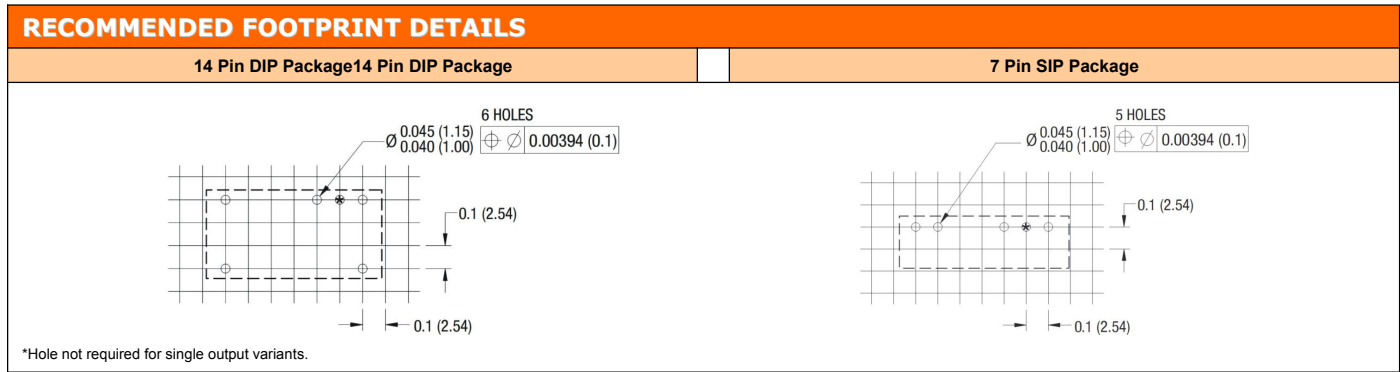 RECOMMENDED FOOTPRINT DETAILS
14 Pin DIP Package14 Pin DIP Package
7 Pin SIP Package
6 HOLES
Ø 0.045 (1.15)
0.040 (1.00)
⌖ Ø 0.00394 (0.1)
0.1 (2.54)
0.1 (2.54)
*
5 HOLES
Ø 0.045 (1.15)
0.040 (1.00)
⌖ Ø 0.00394 (0.1)
0.1 (2.54)
0.1 (2.54)
*
*Hole not required for single output variants.